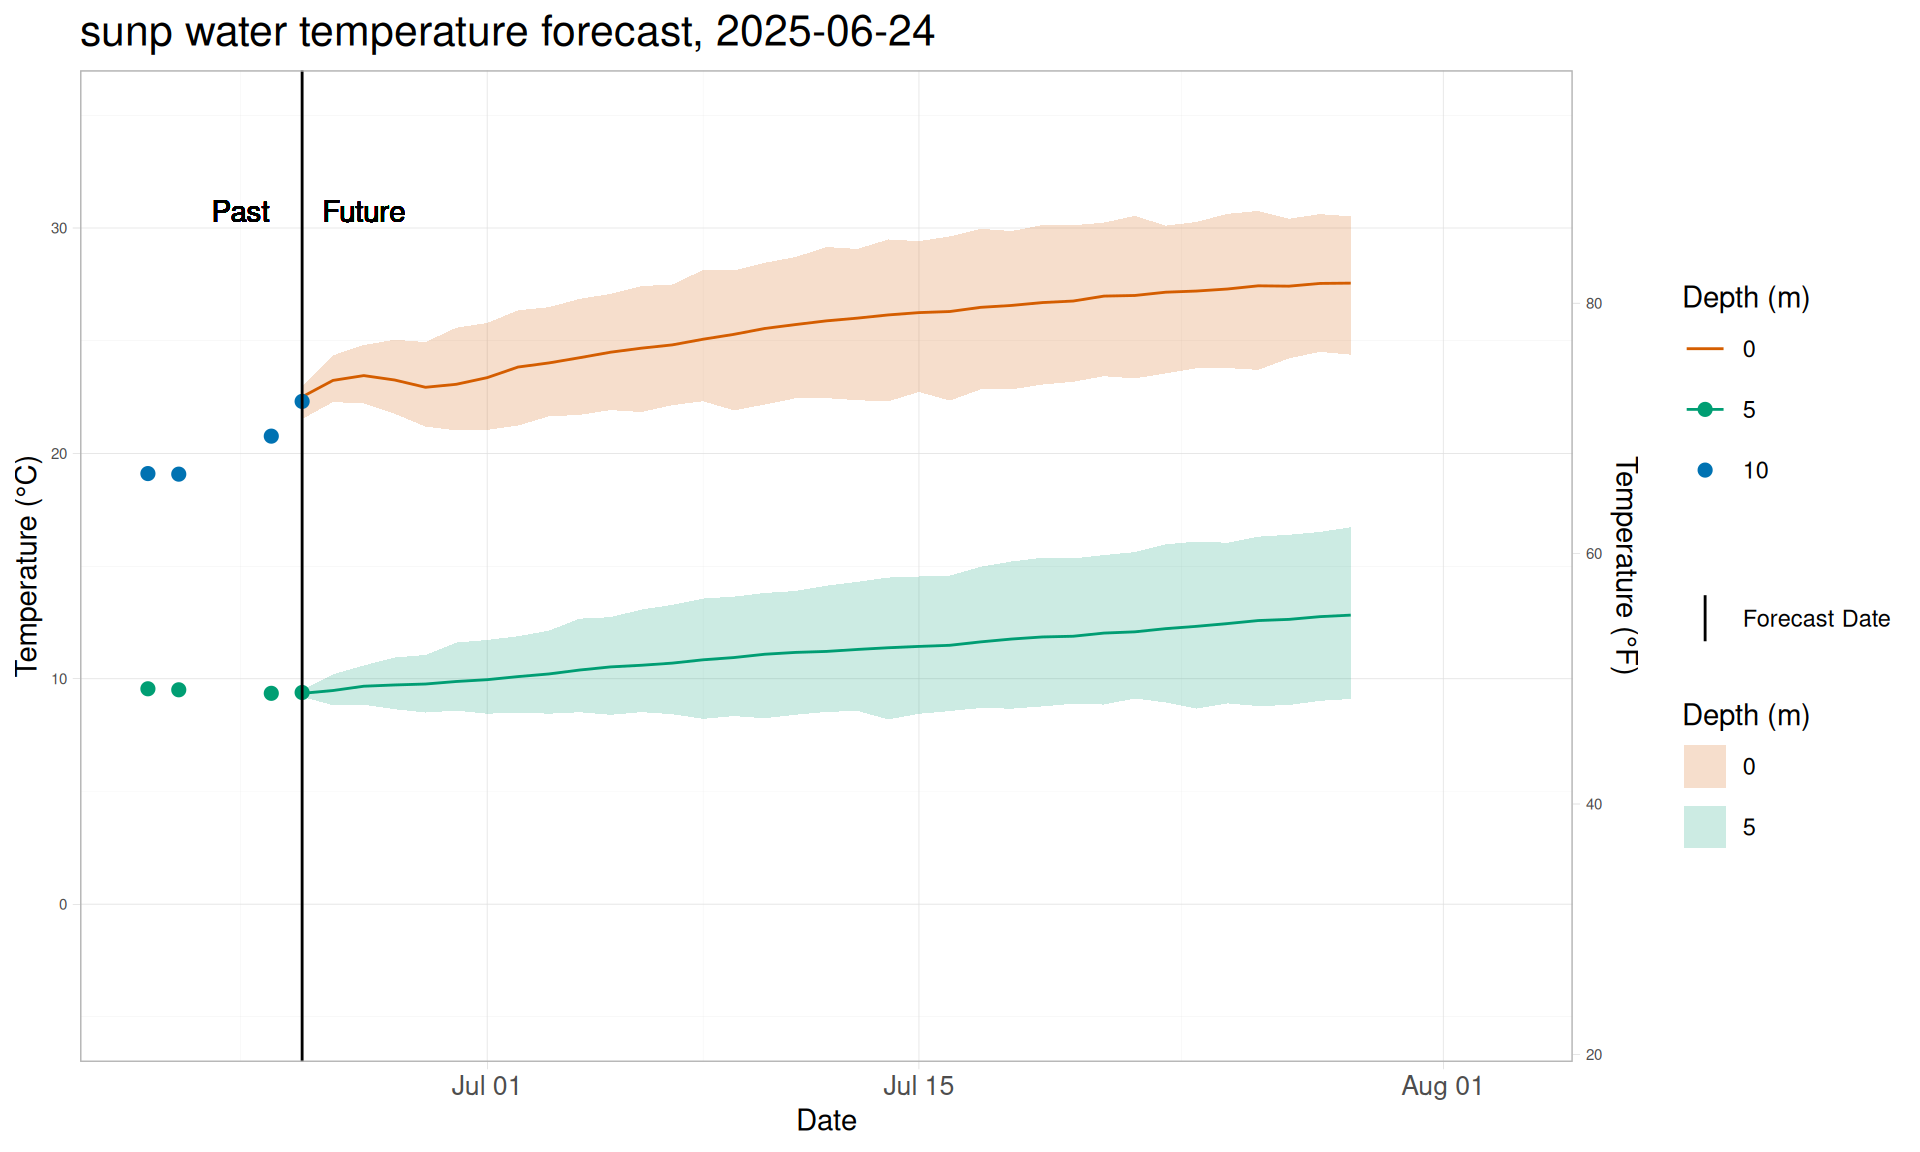 sunp water temperature forecast, 2025-06-24
Past
Future
30
20
10
0
Temperature (°C)
80
60
40
20
Temperature (°F)
Jul 01
Jul 15
Aug 01
Date
Depth (m)
0
5
10
Forecast Date
Depth (m)
0
5